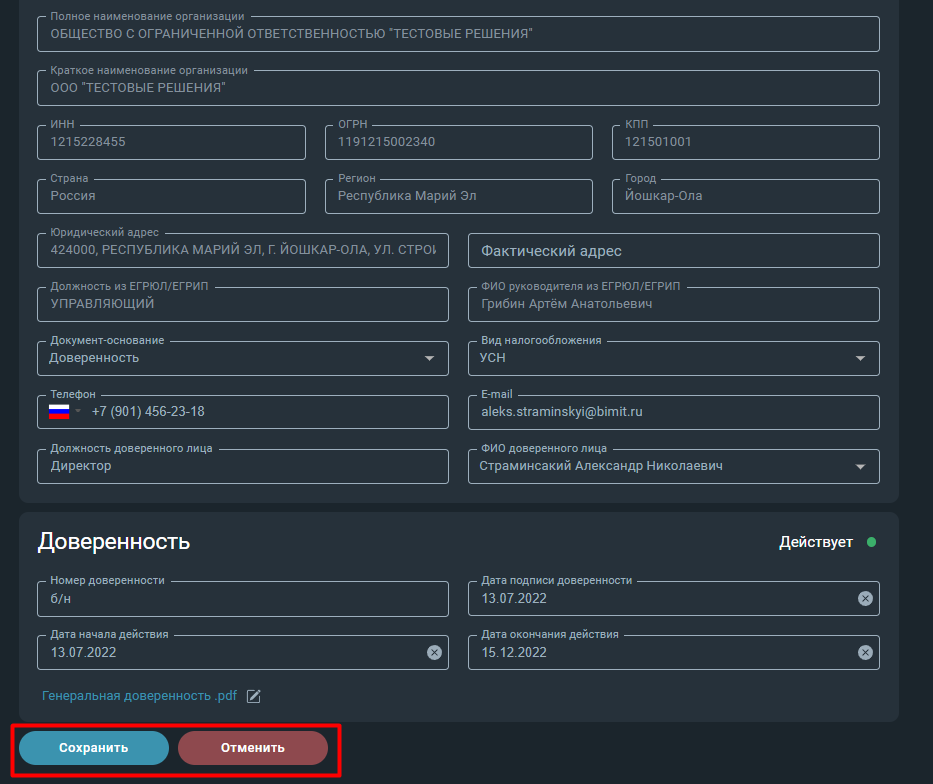 Полное наименование организации
ОБЩЕСТВО С ОГРАНИЧЕННОЙ ОТВЕТСТВЕННОСТЬЮ "ТЕСТОВЫЕ РЕШЕНИЯ"
Краткое наименование организации
ООО "ТЕСТОВЫЕ РЕШЕНИЯ"
ИНН ОГРН КПП
1215228455 1191215002340 121501001
Страна Регион Город
Россия Республика Марий Эл Йошкар-Ола
Юридический адрес
424000, РЕСПУБЛИКА МАРИЙ ЭЛ, Г. ЙОШКАР-ОЛА, УЛ. СТРОИ Фактический адрес
Должность из ЕГРЮЛ/ЕГРИП ФИО руководителя из ЕГРЮЛ/ЕГРИП
УПРАВЛЯЮЩИЙ Грибин Артём Анатольевич
Документ-основание Вид налогообложения
Доверенность УСН
Телефон E-mail
+7 (901) 456-23-18 aleks.straminskyi@bimit.ru
Должность доверенного лица ФИО доверенного лица
Директор Страминсакий Александр Николаевич
Доверенность Действует
Номер доверенности Дата подписи доверенности
б/н 13.07.2022
Дата начала действия Дата окончания действия
13.07.2022 15.12.2022
Генеральная доверенность .pdf
Сохранить Отменить